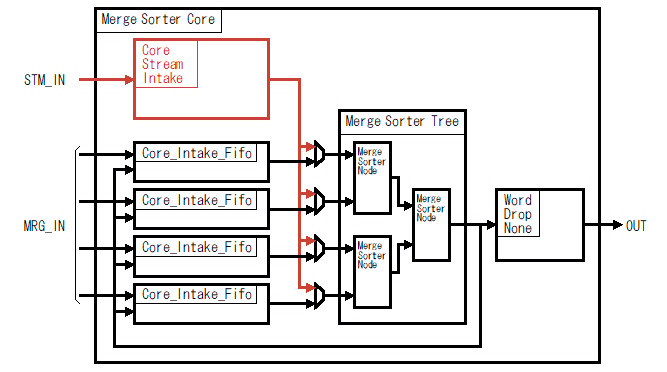 Merge Sorter Core
Core
Stream
Intake
STM_IN
Merge Sorter Tree
Core_Intake_Fifo
Merge
Sorter
Node
Core_Intake_Fifo
Merge
Sorter
Node
Word
Drop
None
MRG_IN
OUT
Core_Intake_Fifo
Merge
Sorter
Node
Core_Intake_Fifo